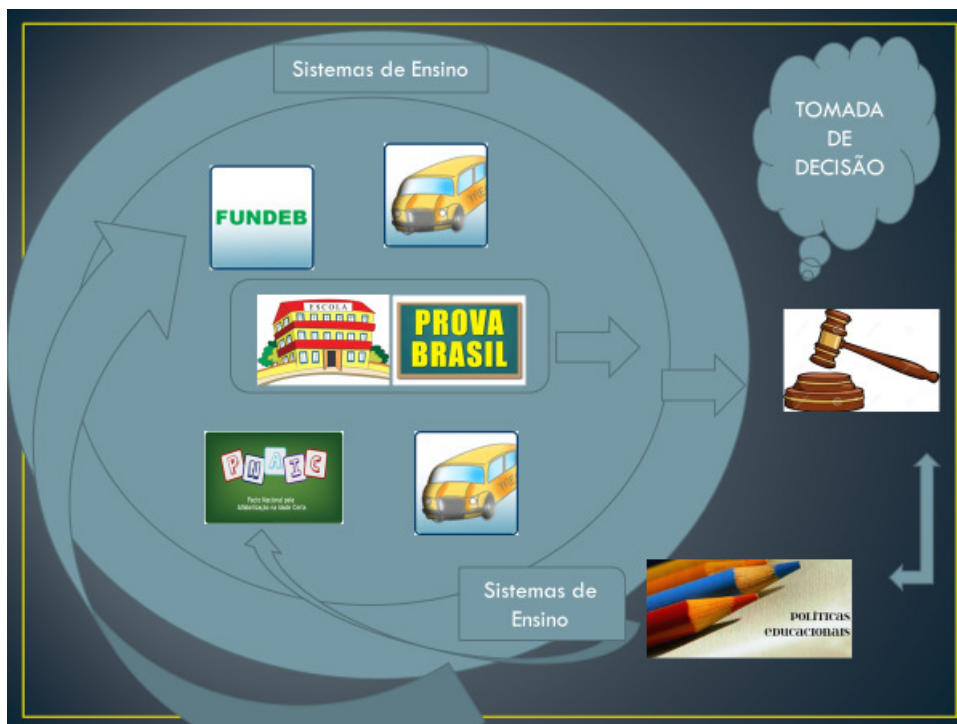 Sistemas de Ensino
TOMADA
DE
DECISÃO
FUNDEB
ESCOLA
PROVA
BRASIL
PNAIC
Pacto Nacional pela
Alfabetização na Idade Certa
Sistemas de
Ensino
POLÍTICAS
EDUCACIONAIS